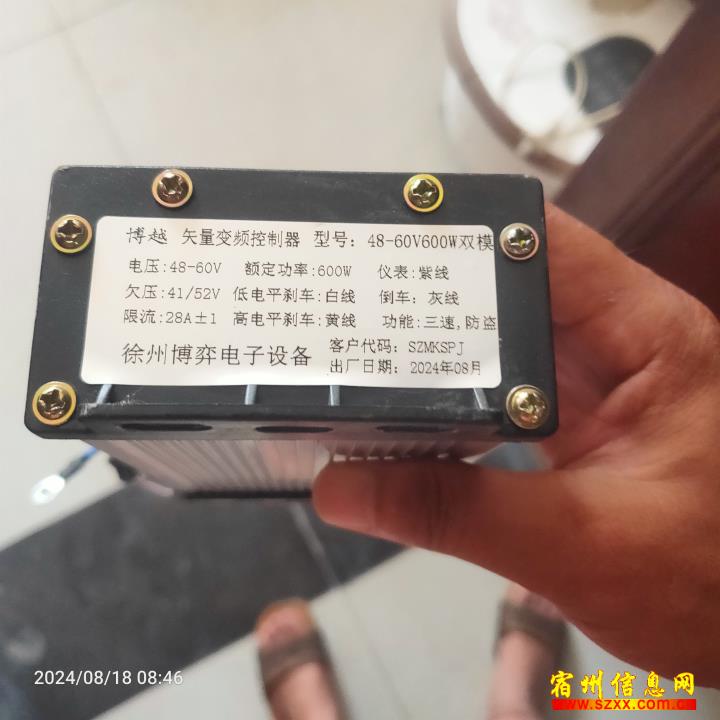 博越 矢量变频控制器 型号: 48-60V600W双模
电压:48-60V 额定功率:600W 仪表:紫线
欠压:41/52V 低电平刹车:白线 倒车: 灰线
限流:28A±1 高电平刹车:黄线 功能:三速,防盗
徐州博弈电子设备
客户代码: SZMKSPJ
出厂日期: 2024年08月
2024/08/18 08:46
宿州信息网
www.szxx.com.cn